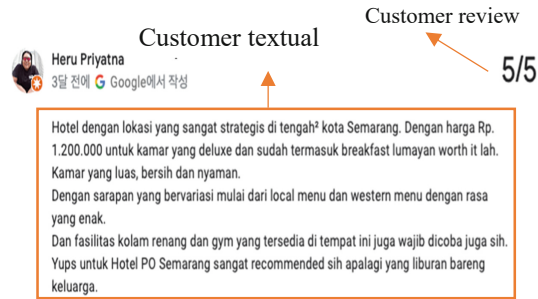 Customer review
Customer textual
Heru Priyatna
3달 전에 Google에서 작성
5/5
Hotel dengan lokasi yang sangat strategis di tengah² kota Semarang. Dengan harga Rp.
1.200.000 untuk kamar yang deluxe dan sudah termasuk breakfast lumayan worth it lah.
Kamar yang luas, bersih dan nyaman.
Dengan sarapan yang bervariasi mulai dari local menu dan western menu dengan rasa
yang enak.
Dan fasilitas kolam renang dan gym yang tersedia di tempat ini juga wajib dicoba juga sih.
Yups untuk Hotel PO Semarang sangat recommended sih apalagi yang liburan bareng
keluarga.